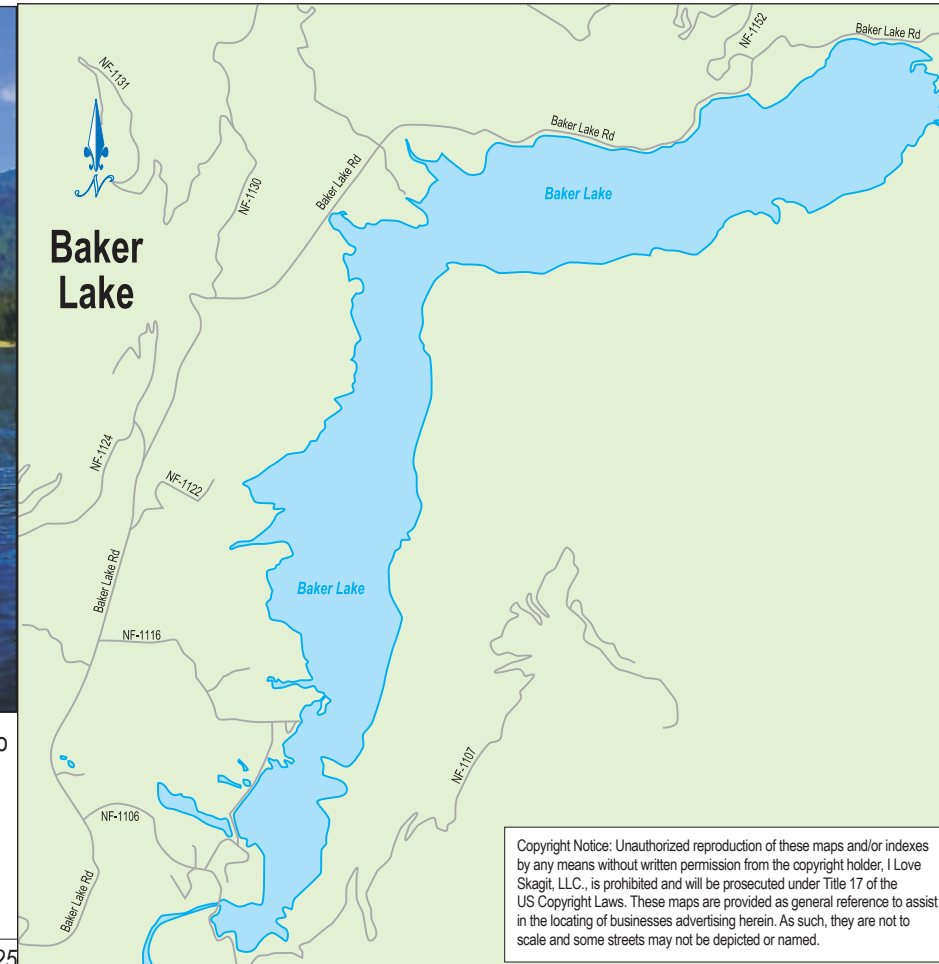 NF-1152
Baker Lake Rd
NF-1131
Baker Lake Rd
Baker Lake Rd
NF-1130
Baker Lake
N
Baker
Lake
NF-1124
NF-1122
Baker Lake Rd
Baker Lake
NF-1116
NF-1107
NF-1106
Baker Lake Rd
Copyright Notice: Unauthorized reproduction of these maps and/or indexes
by any means without written permission from the copyright holder, I Love
Skagit, LLC., is prohibited and will be prosecuted under Title 17 of the
US Copyright Laws. These maps are provided as general reference to assist
in the locating of businesses advertising herein. As such, they are not to
scale and some streets may not be depicted or named.
25